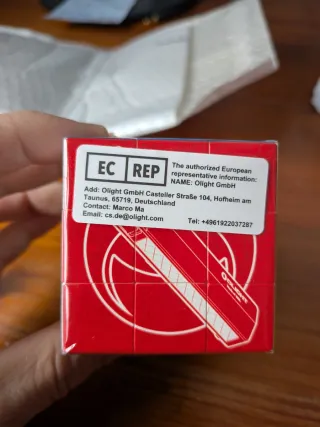 EC REP
The authorized European
representative information:
NAME: Olight GmbH
Add: Olight GmbH Casteller Straße 104, Hofheim am
Taunus, 65719, Deutschland
Contact: Marco Ma
Email: cs.de@olight.com
Tel: +4961922037287